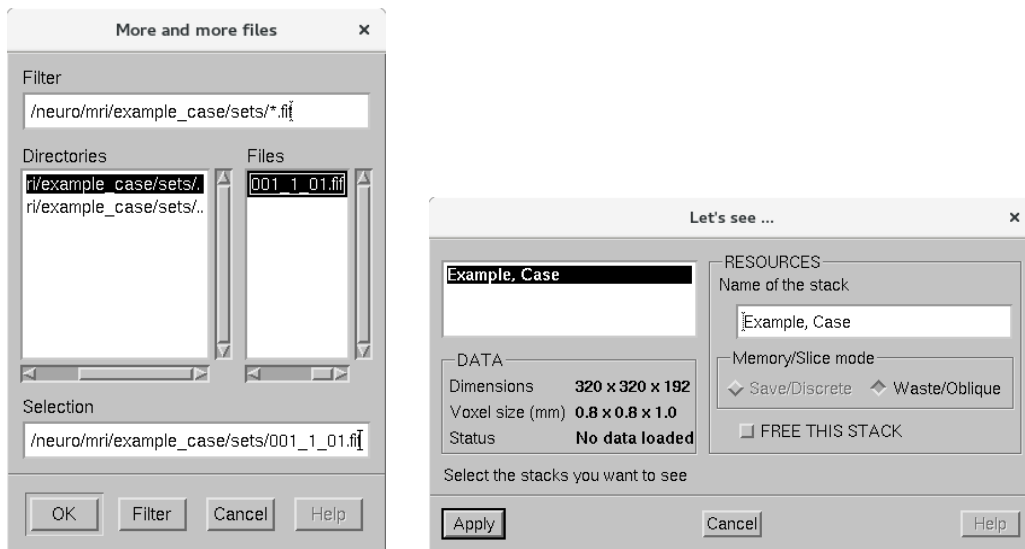 More and more files ×
Filter
/neuro/mri/example_case/sets/*.fif
Directories Files
ri/example_case/sets/. 001_1_01.fif
ri/example_case/sets/..
Selection
/neuro/mri/example_case/sets/001_1_01.fif
OK Filter Cancel Help
Let's see ... ×
Example, Case
DATA
Dimensions 320 x 320 x 192
Voxel size (mm) 0.8 x 0.8 x 1.0
Status No data loaded
RESOURCES
Name of the stack
Example, Case
Memory/Slice mode
Save/Discrete Waste/Oblique
FREE THIS STACK
Select the stacks you want to see
Apply Cancel Help